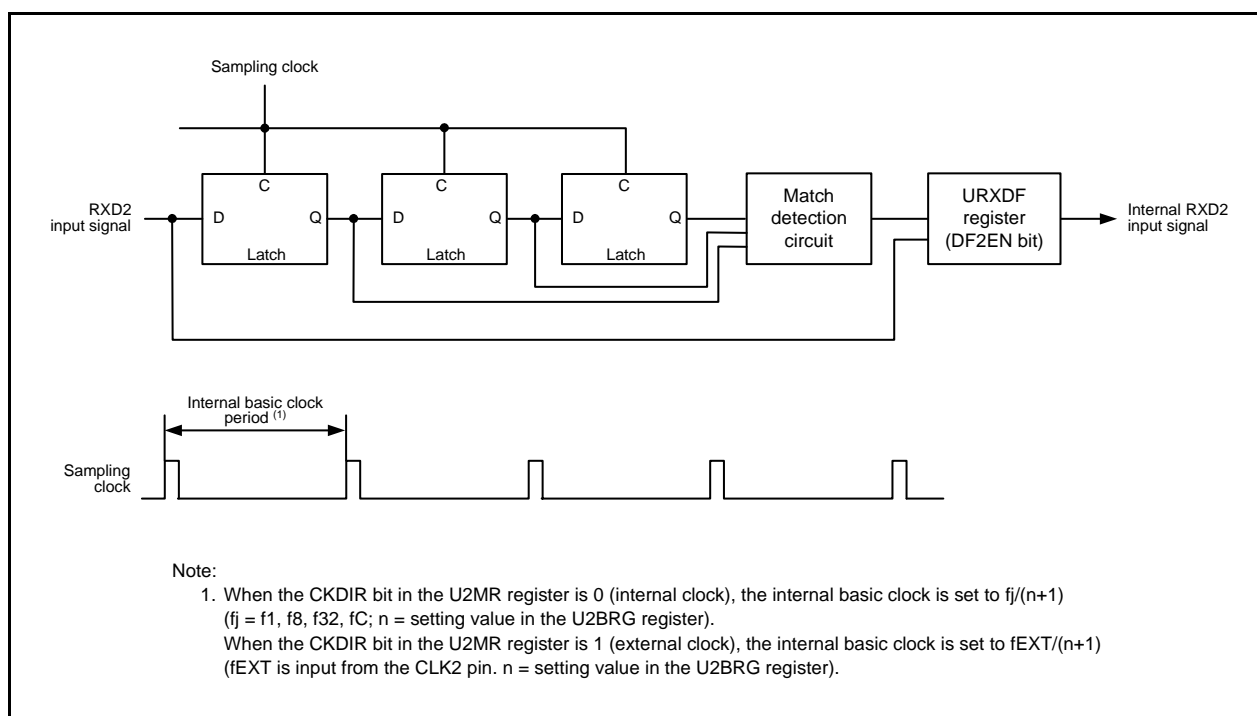 Sampling clock
C
C
C
RXD2
input signal
D
Q
D
Q
D
Q
Latch
Latch
Latch
Match
detection
circuit
URXDF
register
(DF2EN bit)
Internal RXD2
input signal
Internal basic clock
period (1)
Sampling
clock
Note:
1. When the CKDIR bit in the U2MR register is 0 (internal clock), the internal basic clock is set to fj/(n+1)
(fj = f1, f8, f32, fC; n = setting value in the U2BRG register).
When the CKDIR bit in the U2MR register is 1 (external clock), the internal basic clock is set to fEXT/(n+1)
(fEXT is input from the CLK2 pin. n = setting value in the U2BRG register).